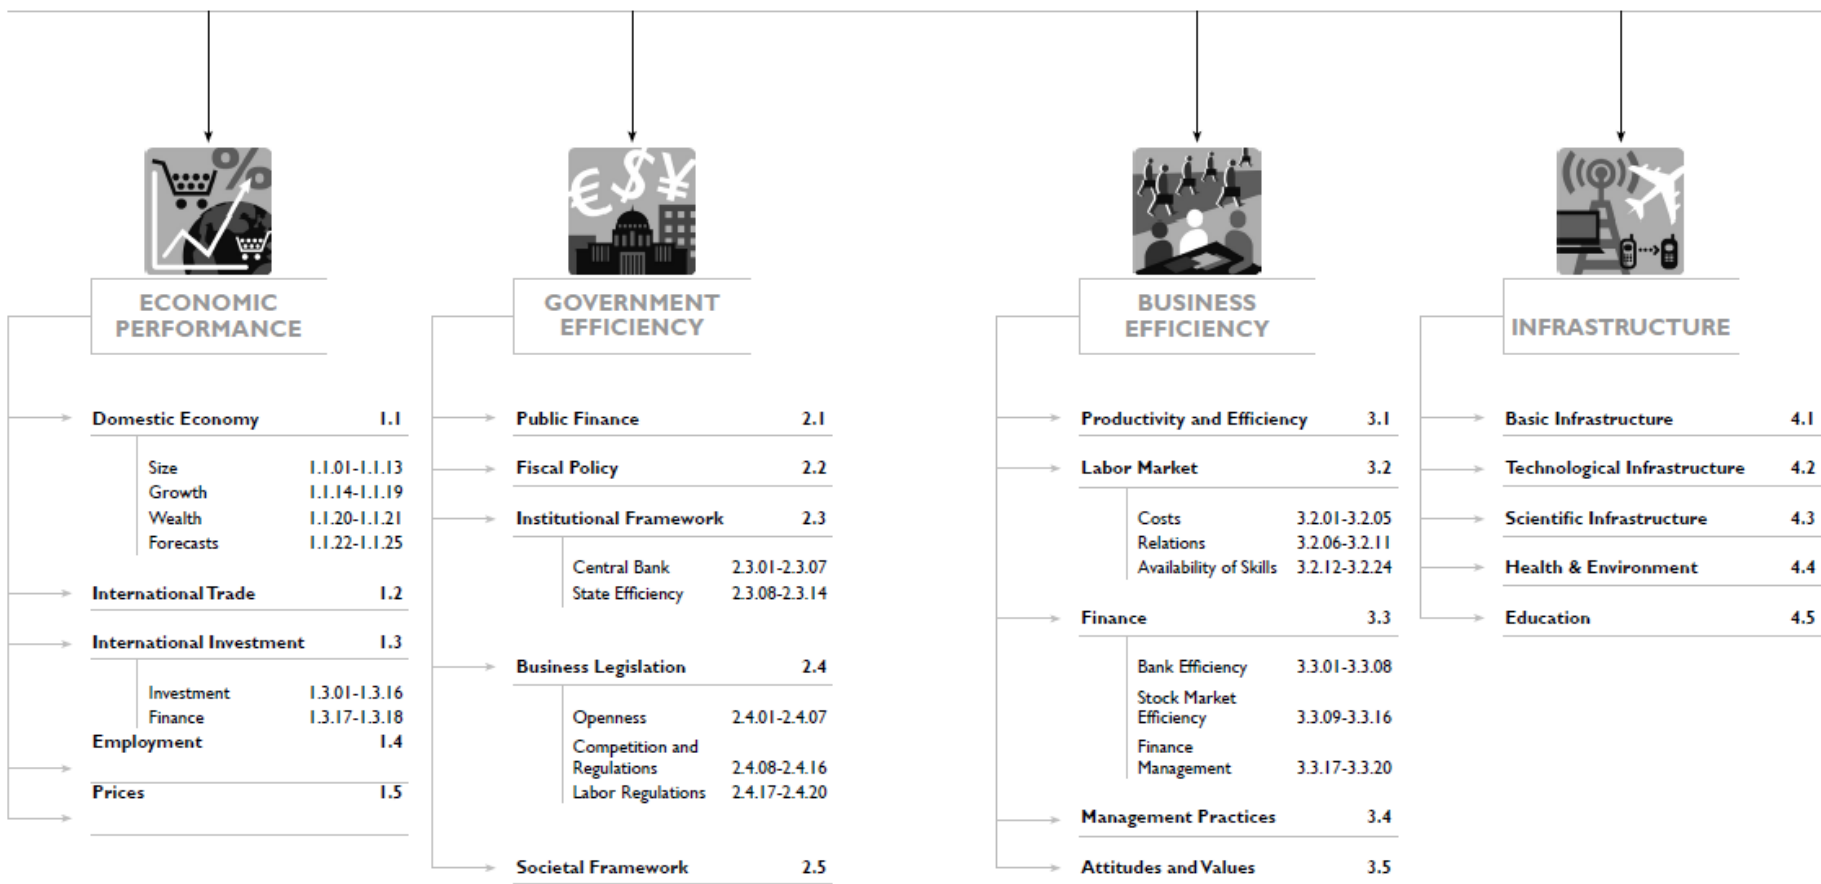 %
€$¥
ECONOMIC
PERFORMANCE
Domestic Economy 1.1
Size 1.1.01-1.1.13
Growth 1.1.14-1.1.19
Wealth 1.1.20-1.1.21
Forecasts 1.1.22-1.1.25
International Trade 1.2
International Investment 1.3
Investment 1.3.01-1.3.16
Finance 1.3.17-1.3.18
Employment 1.4
Prices 1.5
GOVERNMENT
EFFICIENCY
Public Finance 2.1
Fiscal Policy 2.2
Institutional Framework 2.3
Central Bank 2.3.01-2.3.07
State Efficiency 2.3.08-2.3.14
Business Legislation 2.4
Openness 2.4.01-2.4.07
Competition and
Regulations 2.4.08-2.4.16
Labor Regulations 2.4.17-2.4.20
Societal Framework 2.5
BUSINESS
EFFICIENCY
Productivity and Efficiency 3.1
Labor Market 3.2
Costs 3.2.01-3.2.05
Relations 3.2.06-3.2.11
Availability of Skills 3.2.12-3.2.24
Finance 3.3
Bank Efficiency 3.3.01-3.3.08
Stock Market
Efficiency 3.3.09-3.3.16
Finance
Management 3.3.17-3.3.20
Management Practices 3.4
Attitudes and Values 3.5
INFRASTRUCTURE
Basic Infrastructure 4.1
Technological Infrastructure 4.2
Scientific Infrastructure 4.3
Health & Environment 4.4
Education 4.5